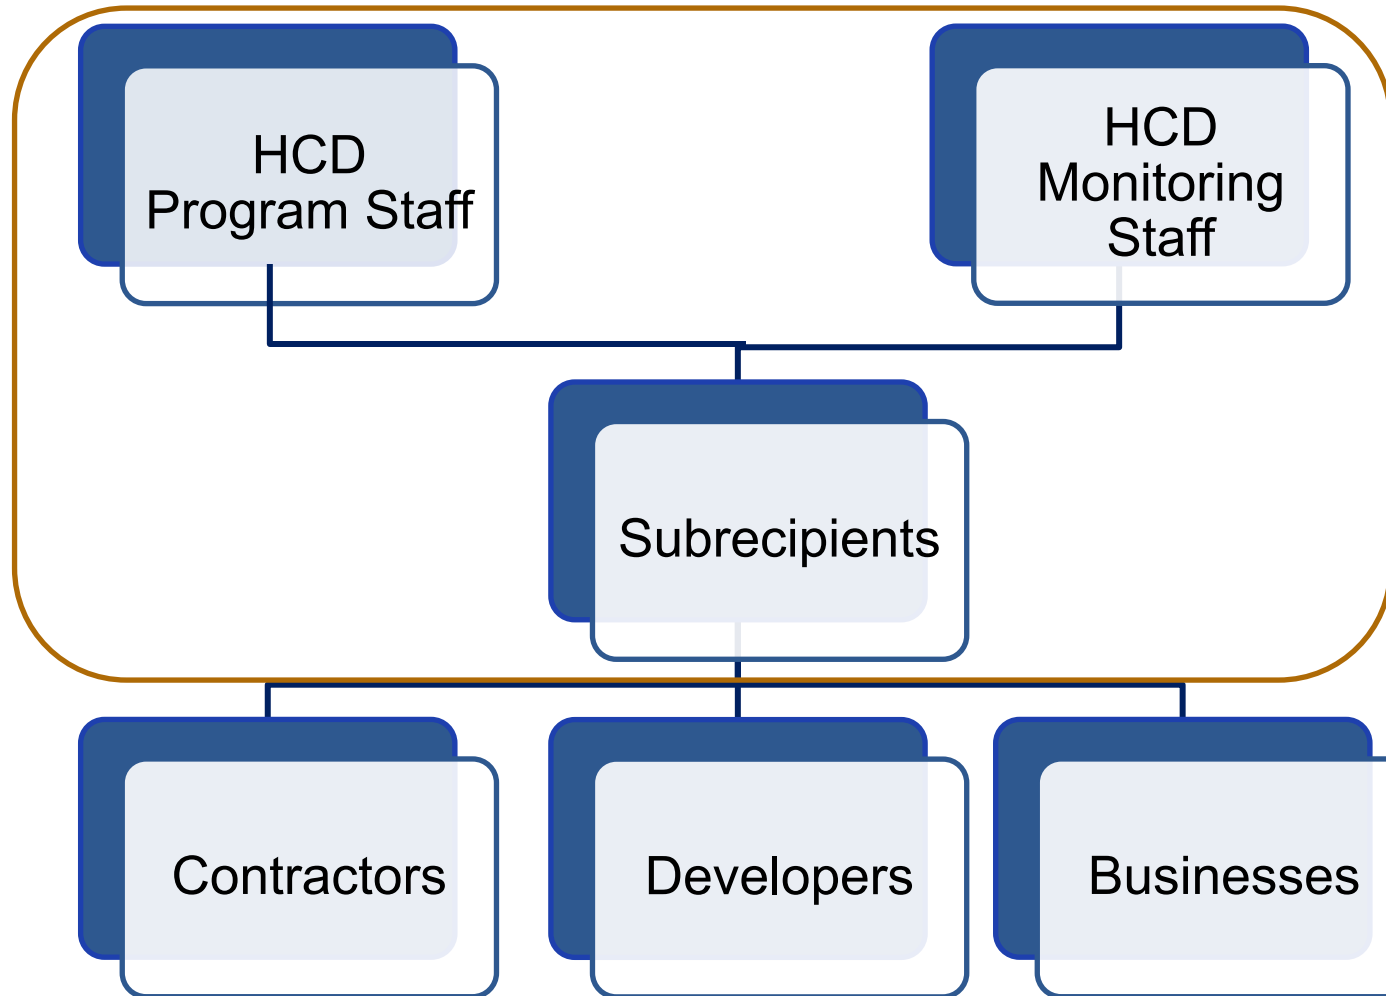 HCD
Program Staff
HCD
Monitoring
Staff
Subrecipients
Contractors
Developers
Businesses